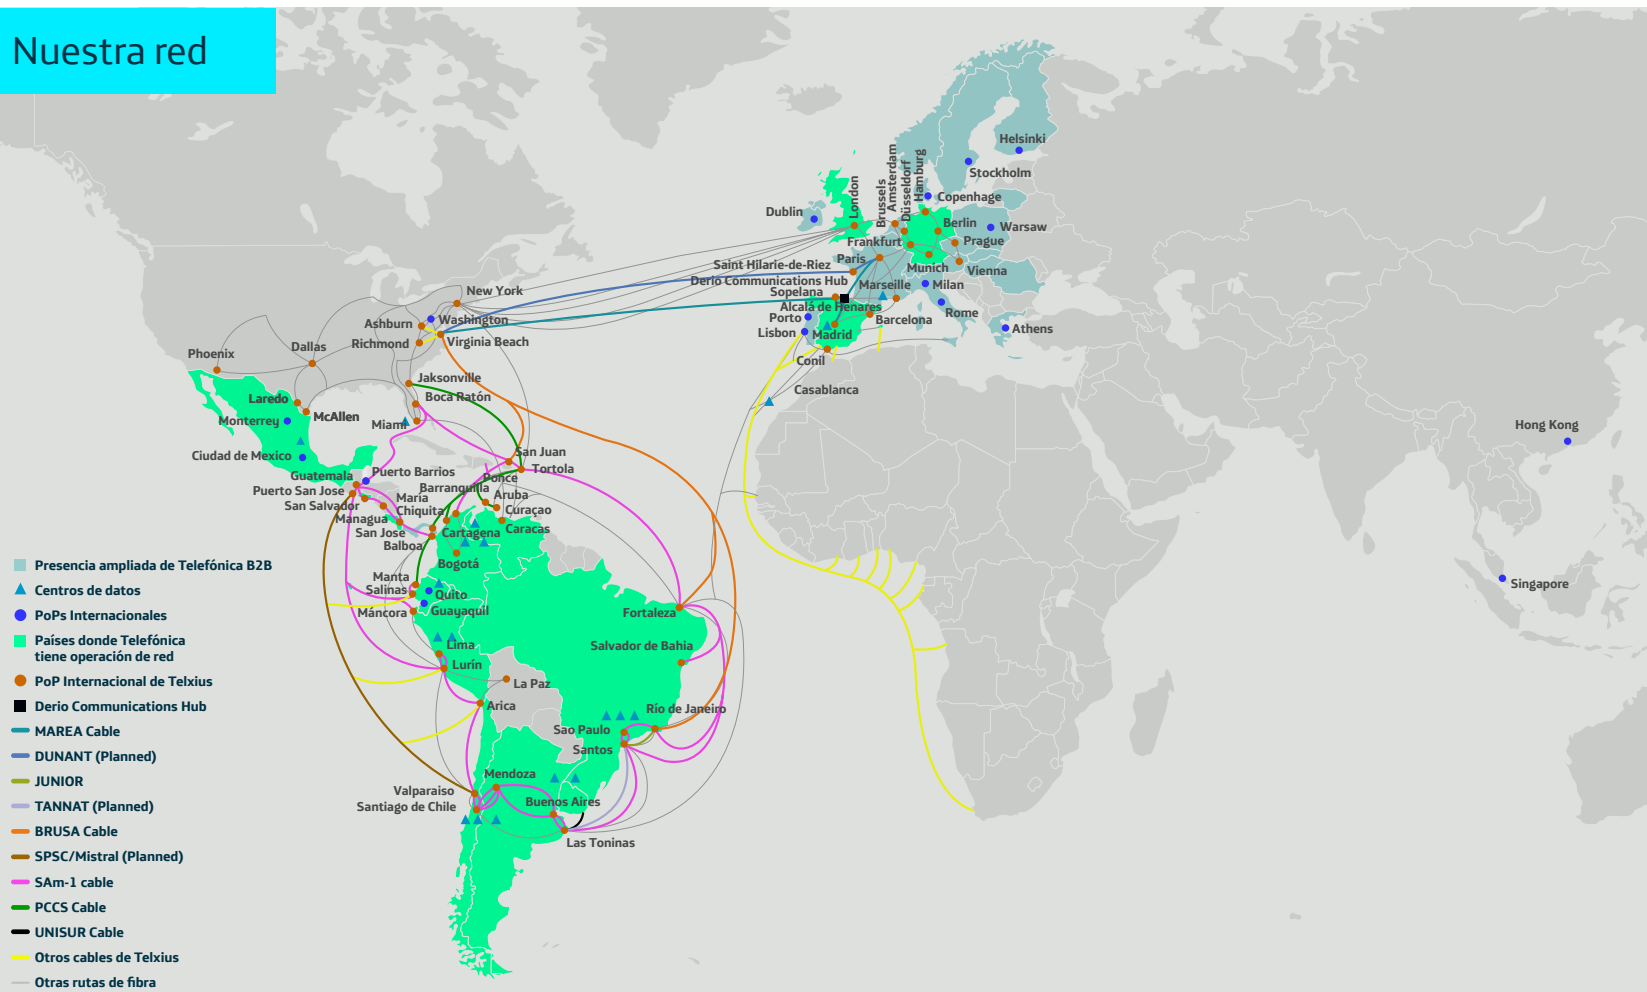 Nuestra red
Helsinki
Stockholm
Hamburg
Amsterdam
Düsseldorf
Brussels
London
Copenhage
Dublin
Berlin
Warsaw
Frankfurt
Prague
Paris
Saint Hilarie-de-Riez
Munich
Vienna
Derio Communications Hub
Marseille
Milan
Sopelana
Alcalá de Henares
Rome
Porto
Barcelona
Lisbon
Madrid
Athens
Conil
Casablanca
New York
Washington
Ashburn
Richmond
Virginia Beach
Dallas
Phoenix
Jaksonville
Laredo
Boca Ratón
McAllen
Miami
Monterrey
Hong Kong
Ciudad de Mexico
San Juan
Tortola
Guatemala
Puerto Barrios
Ponce
Puerto San Jose
Barranquilla
Aruba
San Salvador
María
Chiquita
Curaçao
Managua
San Jose
Cartagena
Caracas
Balboa
Bogotá
Manta
Salinas
Quito
Guayaquil
Máncora
Fortaleza
Singapore
Salvador de Bahia
Lima
Lurín
La Paz
Arica
Río de Janeiro
Sao Paulo
Santos
Mendoza
Valparaiso
Buenos Aires
Santiago de Chile
Las Toninas
Presencia ampliada de Telefónica B2B
Centros de datos
PoPs Internacionales
Países donde Telefónica
tiene operación de red
PoP Internacional de Telxius
Derio Communications Hub
MAREA Cable
DUNANT (Planned)
JUNIOR
TANNAT (Planned)
BRUSA Cable
SPSC/Mistral (Planned)
SAm-1 cable
PCCS Cable
UNISUR Cable
Otros cables de Telxius
Otras rutas de fibra